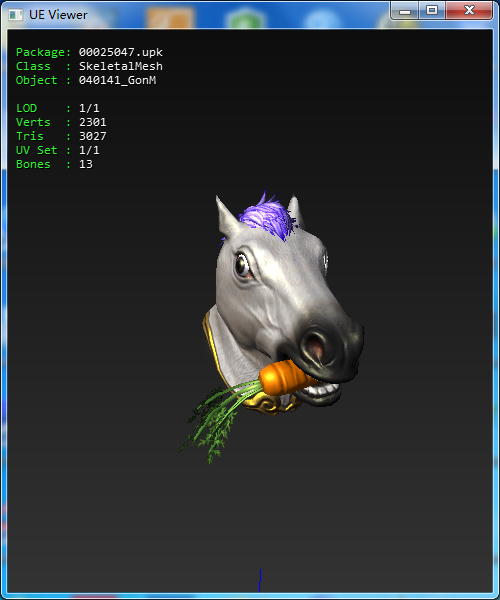 UE Viewer
Package: 00025047.upk
Class : SkeletalMesh
Object : 040141_GonM
LOD : 1/1
Verts : 2301
Tris : 3027
UV Set : 1/1
Bones : 13